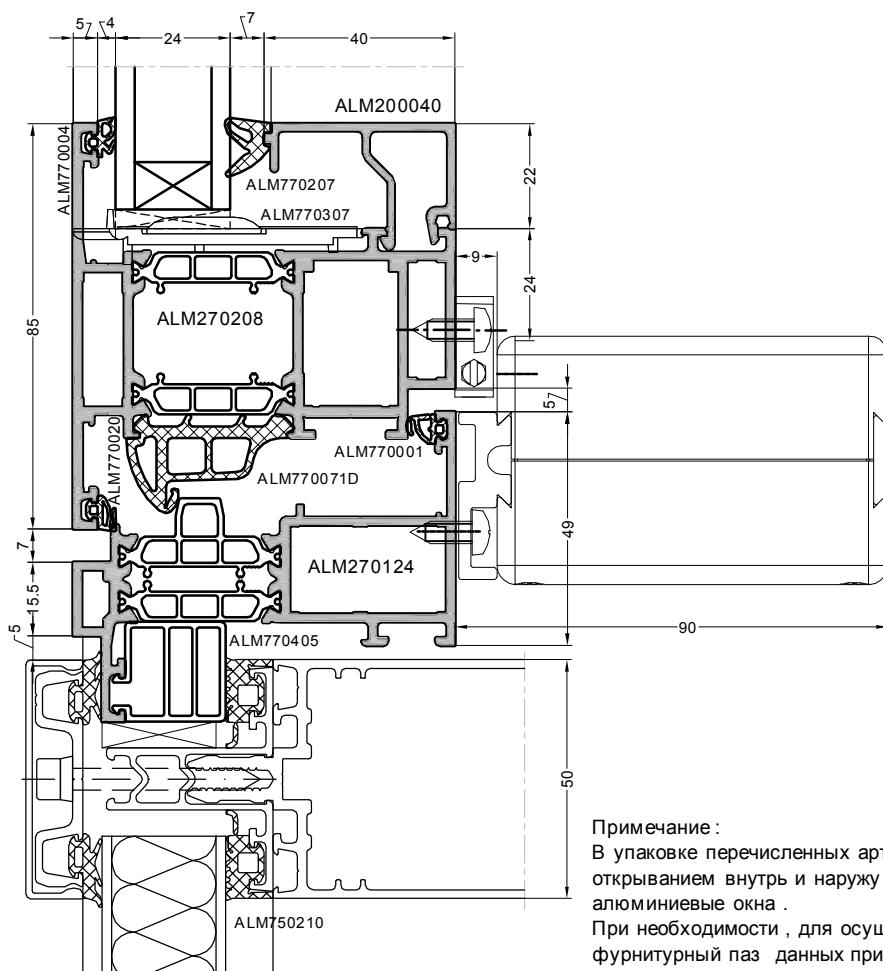 5
4
24
7
40
ALM200040
ALM770004
ALM770207
ALM770307
22
24
9
85
ALM270208
5
ALM770020
ALM770001
ALM770071D
7
49
ALM270124
15.5
5
ALM770405
90
50
ALM750210
Примечание :
В упаковке перечисленных арт
открыванием внутрь и наружу
алюминиевые окна .
При необходимости , для осущ
фурнитурный паз данных при